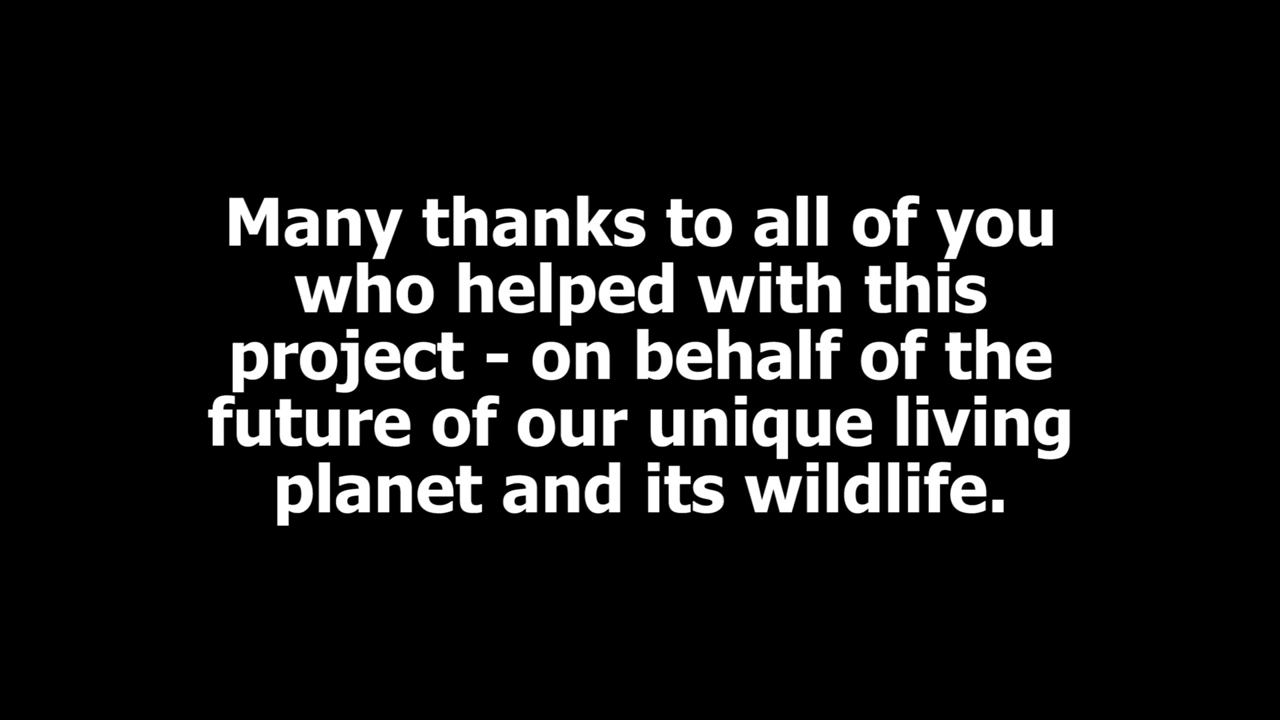 Many thanks to all of you
who helped with this
project - on behalf of the
future of our unique living
planet and its wildlife.